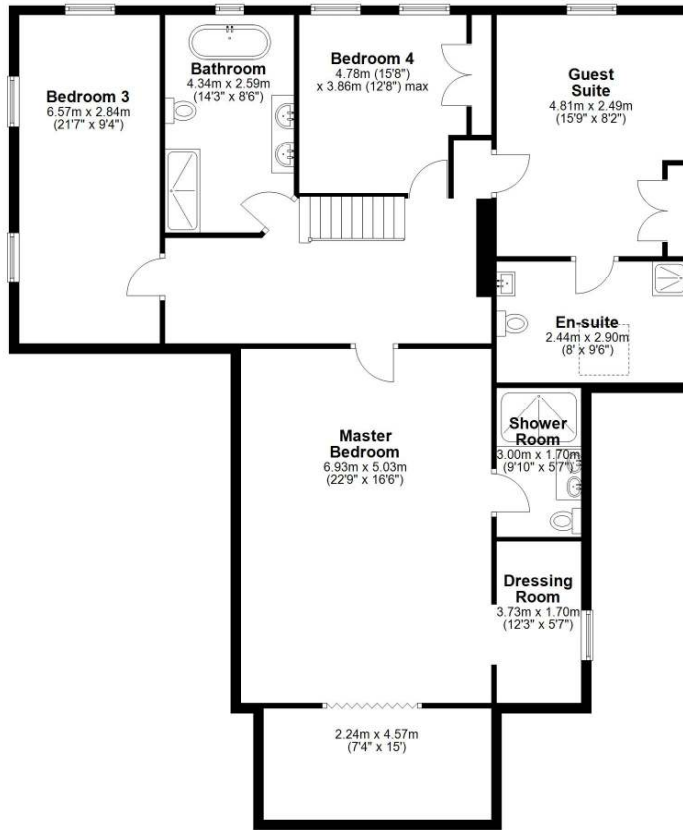 Bedroom 3
6.57m x 2.84m
(21'7" x 9'4")
Bathroom
4.34m x 2.59m
(14'3" x 8'6")
Bedroom 4
4.78m (15'8")
x 3.86m (12'8") max
Guest
Suite
4.81m x 2.49m
(15'9" x 8'2")
En-suite
2.44m x 2.90m
(8' x 9'6")
Master
Bedroom
6.93m x 5.03m
(22'9" x 16'6")
Shower
Room
3.00m x 1.70m
(9'10" x 5'7")
Dressing
Room
3.73m x 1.70m
(12'3" x 5'7")
2.24m x 4.57m
(7'4" x 15')